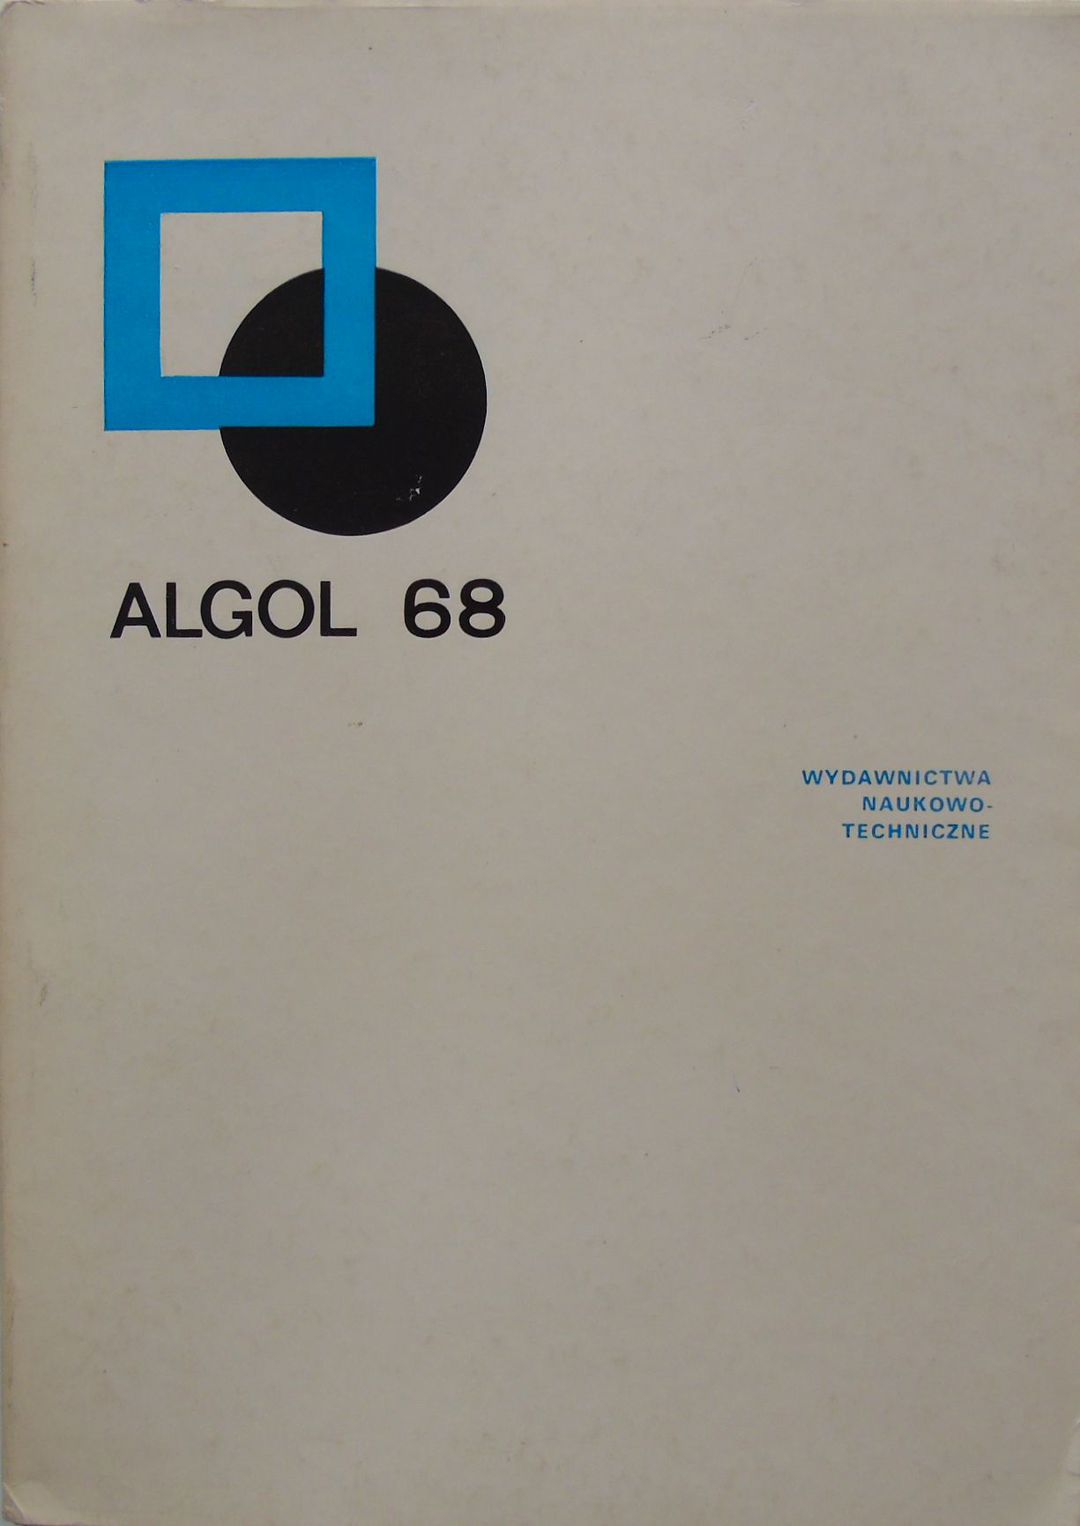 ALGOL 68
WYDAWNICTWA
NAUKOWO-
TECHNICZNE